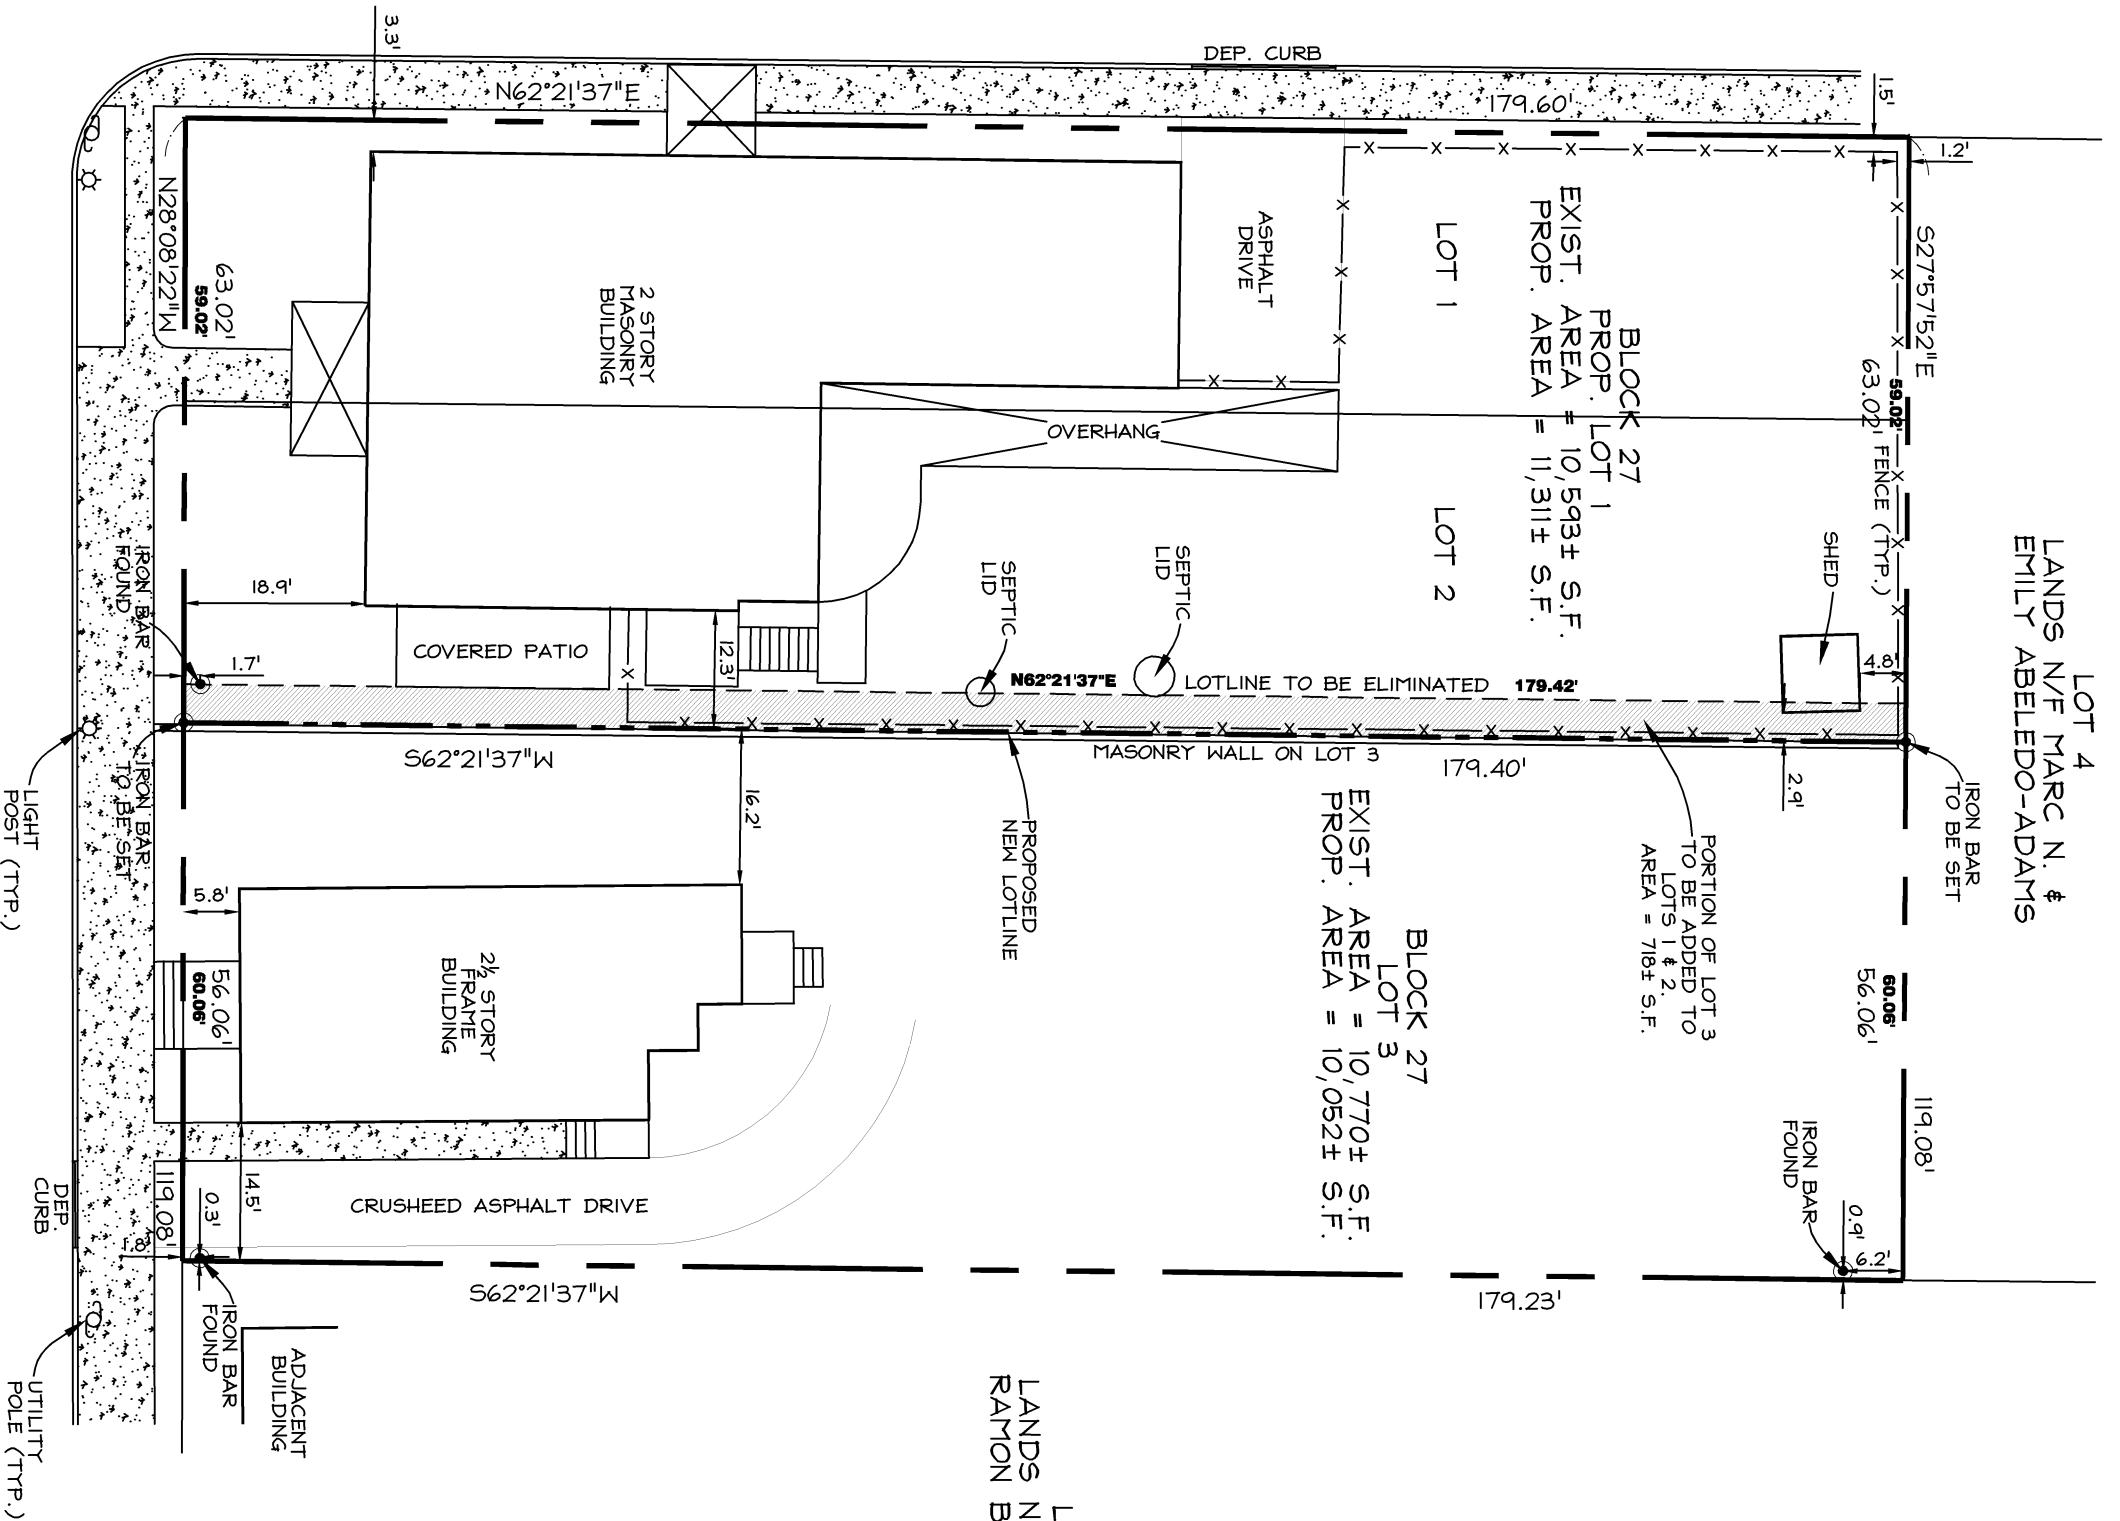 DEP. CURB
3.3'
N62°21'37"E
179.60'
1.5'
1.2'
N28°08'22"W
63.02'
59.02'
2 STORY
MASONRY
BUILDING
ASPHALT
DRIVE
LOT 1
LOT 2
BLOCK 27
PROP. LOT 1
EXIST. AREA = 10,593± S.F.
PROP. AREA = 11,311± S.F.
S27°57'52"E
59.02'
63.02'
FENCE (TYP.)
OVERHANG
LOT 4
LANDS N/F MARC N. &
EMILY ABELEDO-ADAMS
SHED
4.8'
SEPTIC
LID
SEPTIC
LID
IRON BAR
FOUND
18.9'
1.7'
COVERED PATIO
12.3'
N62°21'37"E
LOTLINE TO BE ELIMINATED
179.42'
S62°21'37"W
MASONRY WALL ON LOT 3
179.40'
2.9'
IRON BAR
TO BE SET
IRON BAR
TO BE SET
LIGHT
POST (TYP.)
16.2'
PROPOSED
NEW LOTLINE
PORTION OF LOT 3
TO BE ADDED TO
LOTS 1 & 2.
AREA = 718± S.F.
BLOCK 27
LOT 3
EXIST. AREA = 10,770± S.F.
PROP. AREA = 10,052± S.F.
5.8'
56.06'
60.06'
2½ STORY
FRAME
BUILDING
60.06'
56.06'
119.08'
IRON BAR
FOUND
0.9'
6.2'
DEP.
CURB
119.08'
0.3'
14.5'
1.8'
CRUSHEED ASPHALT DRIVE
S62°21'37"W
179.23'
IRON BAR
FOUND
ADJACENT
BUILDING
UTILITY
POLE (TYP.)
L
LANDS N
RAMON B